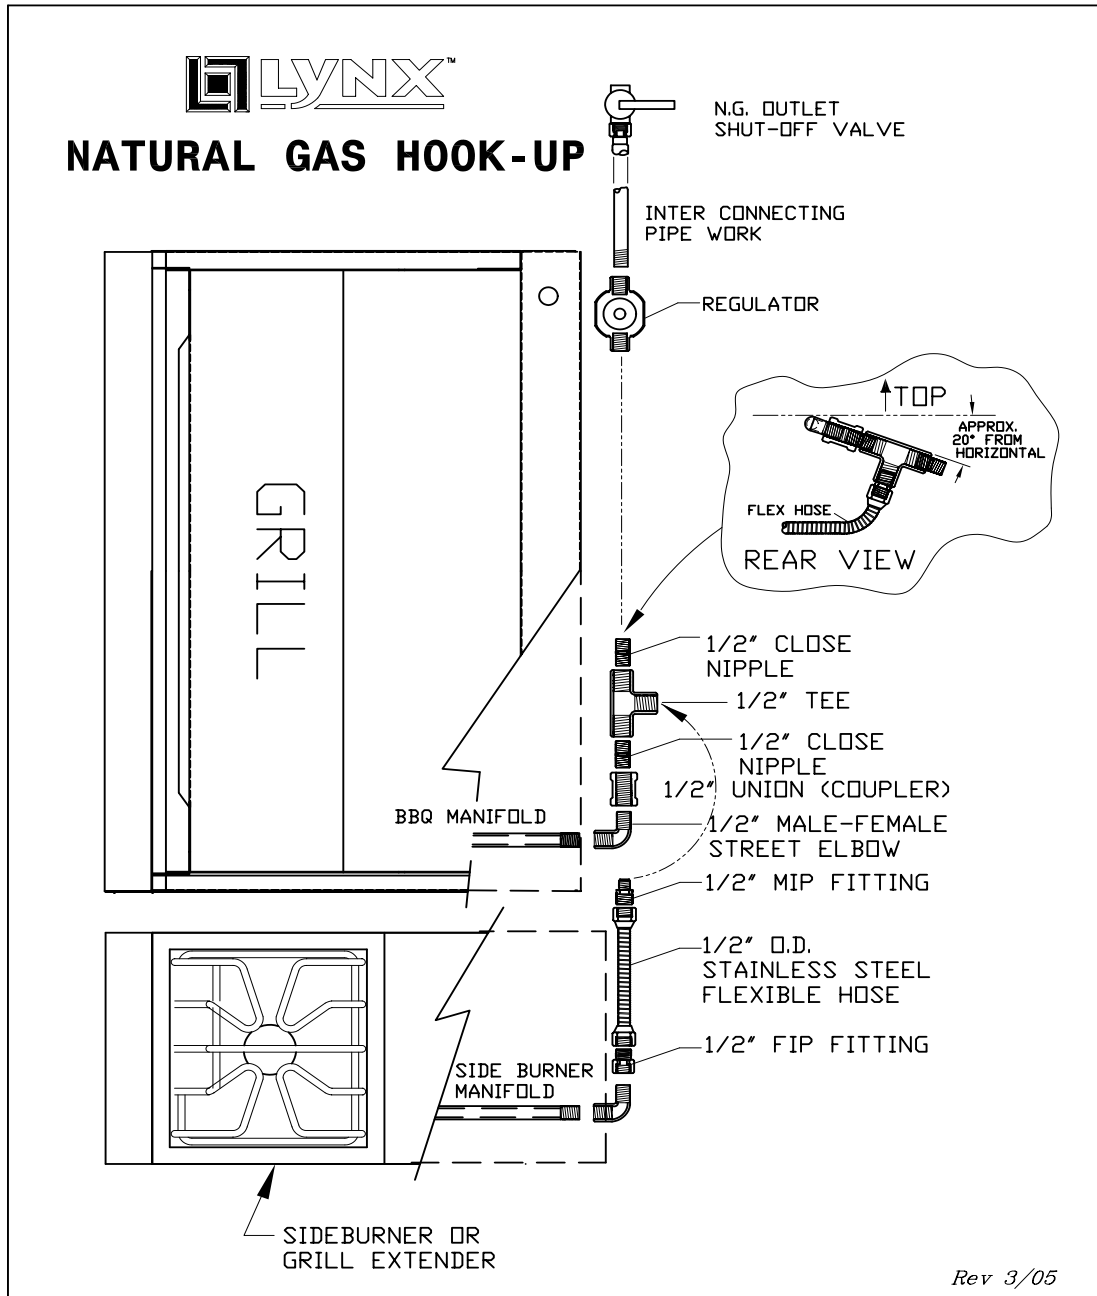 LYNX™
NATURAL GAS HOOK-UP
N.G. OUTLET
SHUT-OFF VALVE
INTER CONNECTING
PIPE WORK
REGULATOR
TOP
APPROX.
20° FROM
HORIZONTAL
FLEX HOSE
REAR VIEW
GRILL
1/2" CLOSE
NIPPLE
1/2" TEE
1/2" CLOSE
NIPPLE
1/2" UNION (COUPLER)
BBQ MANIFOLD
1/2" MALE-FEMALE
STREET ELBOW
1/2" MIP FITTING
1/2" O.D.
STAINLESS STEEL
FLEXIBLE HOSE
1/2" FIP FITTING
SIDE BURNER
MANIFOLD
SIDEBURNER OR
GRILL EXTENDER
Rev 3/05